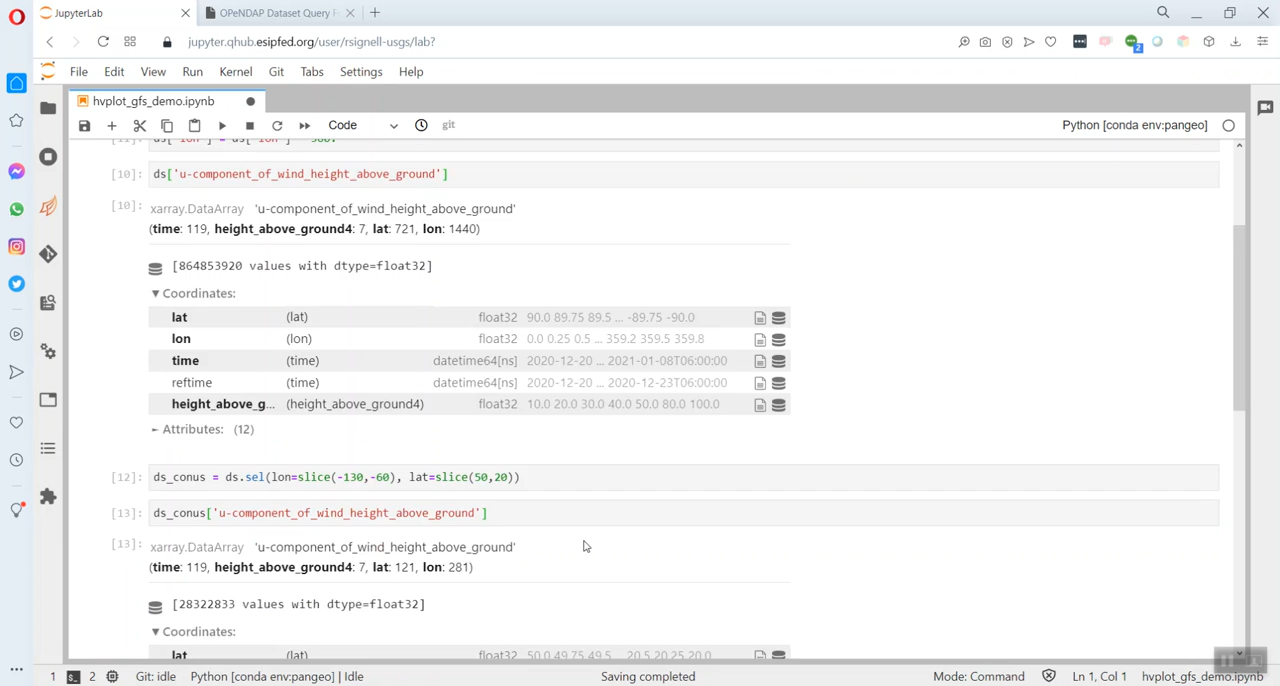 JupyterLab
OPeNDAP Dataset Query F
jupyter.qhub.esipfed.org/user/rsignell-usgs/lab?
2
File Edit View Run Kernel Git Tabs Settings Help
hvplot_gfs_demo.ipynb
Code
git
Python [conda env:pangeo]
[10]: ds['u-component_of_wind_height_above_ground']
[10]: xarray.DataArray 'u-component_of_wind_height_above_ground'
(time: 119, height_above_ground4: 7, lat: 721, lon: 1440)
[864853920 values with dtype=float32]
▼ Coordinates:
lat (lat) float32 90.0 89.75 89.5 ... -89.75 -90.0
lon (lon) float32 0.0 0.25 0.5 ... 359.2 359.5 359.8
time (time) datetime64[ns] 2020-12-20 ... 2021-01-08T06:00:00
reftime (time) datetime64[ns] 2020-12-20 ... 2020-12-23T06:00:00
height_above_g... (height_above_ground4) float32 10.0 20.0 30.0 40.0 50.0 80.0 100.0
► Attributes: (12)
[12]: ds_conus = ds.sel(lon=slice(-130,-60), lat=slice(50,20))
[13]: ds_conus['u-component_of_wind_height_above_ground']
[13]: xarray.DataArray 'u-component_of_wind_height_above_ground'
(time: 119, height_above_ground4: 7, lat: 121, lon: 281)
[28322833 values with dtype=float32]
▼ Coordinates:
lat (lat) float32 50.0 49.75 49.5 ... 20.5 20.25 20.0
1 2 Git: idle Python [conda env:pangeo] | Idle Saving completed Mode: Command Ln 1, Col 1 hvplot_gfs_demo.ipynb